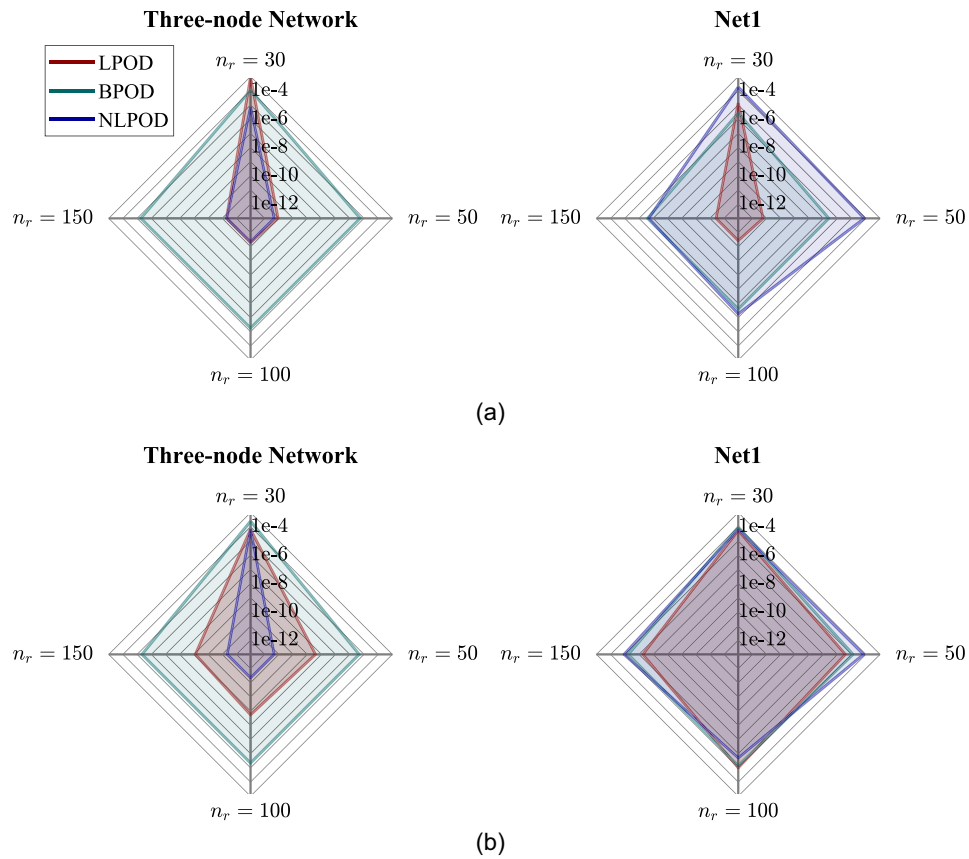 Three-node Network
Net1
LPOD
BPOD
NLPOD
n_r = 30
1e-4
1e-6
1e-8
1e-10
1e-12
n_r = 150
n_r = 50
n_r = 100
n_r = 30
1e-4
1e-6
1e-8
1e-10
1e-12
n_r = 150
n_r = 50
n_r = 100
(a)
Three-node Network
Net1
n_r = 30
1e-4
1e-6
1e-8
1e-10
1e-12
n_r = 150
n_r = 50
n_r = 100
n_r = 30
1e-4
1e-6
1e-8
1e-10
1e-12
n_r = 150
n_r = 50
n_r = 100
(b)